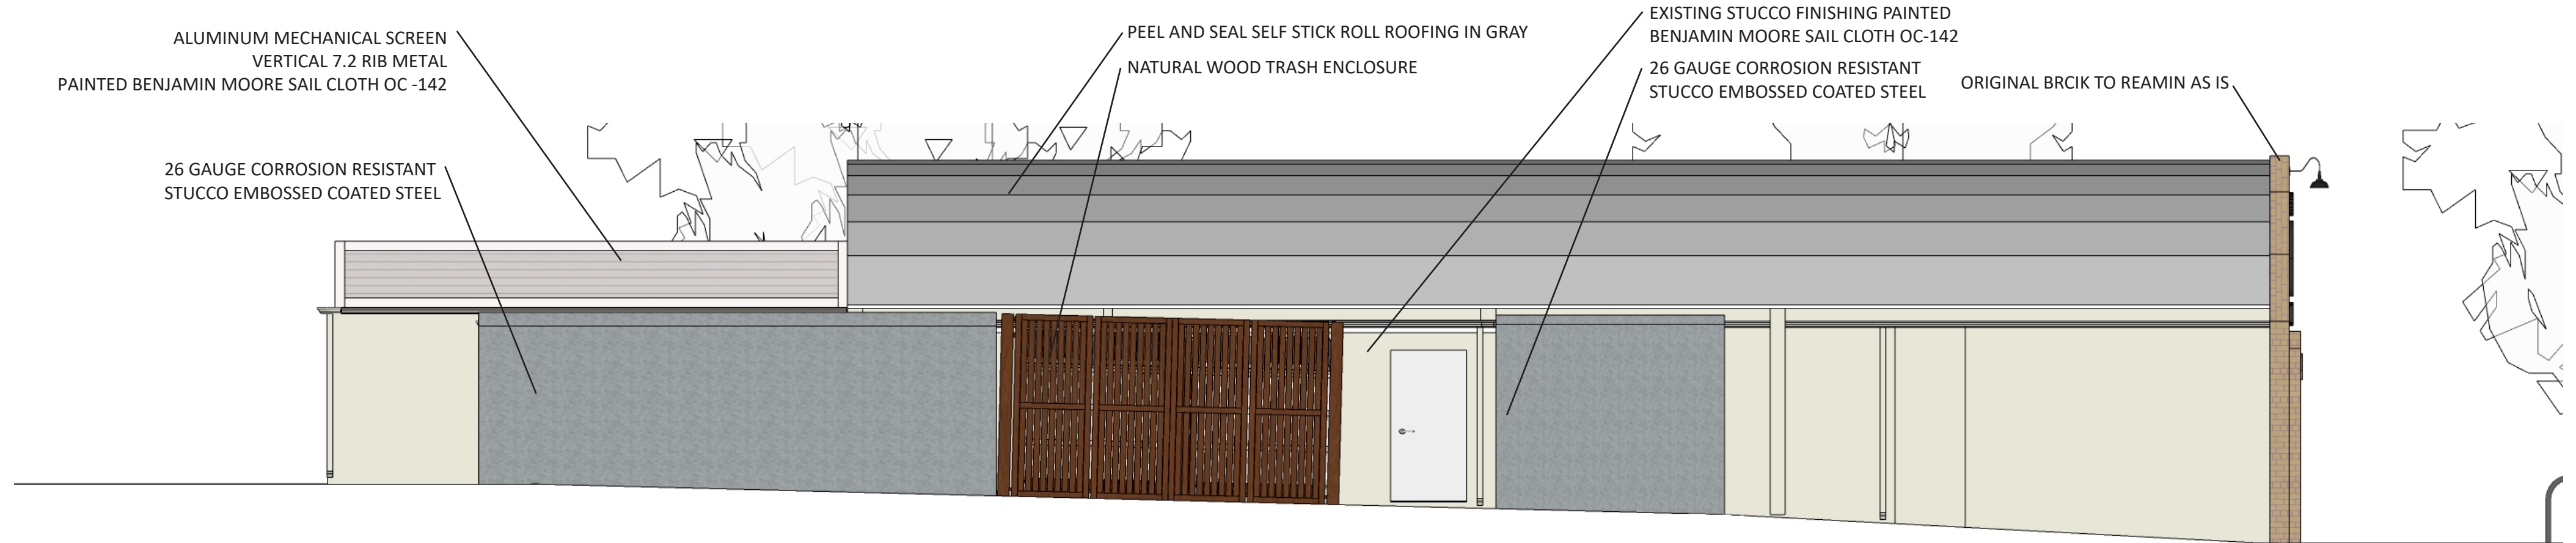 ALUMINUM MECHANICAL SCREEN
VERTICAL 7.2 RIB METAL
PAINTED BENJAMIN MOORE SAIL CLOTH OC -142
26 GAUGE CORROSION RESISTANT
STUCCO EMBOSSED COATED STEEL
PEEL AND SEAL SELF STICK ROLL ROOFING IN GRAY
NATURAL WOOD TRASH ENCLOSURE
EXISTING STUCCO FINISHING PAINTED
BENJAMIN MOORE SAIL CLOTH OC-142
26 GAUGE CORROSION RESISTANT
STUCCO EMBOSSED COATED STEEL
ORIGINAL BRCIK TO REAMIN AS IS